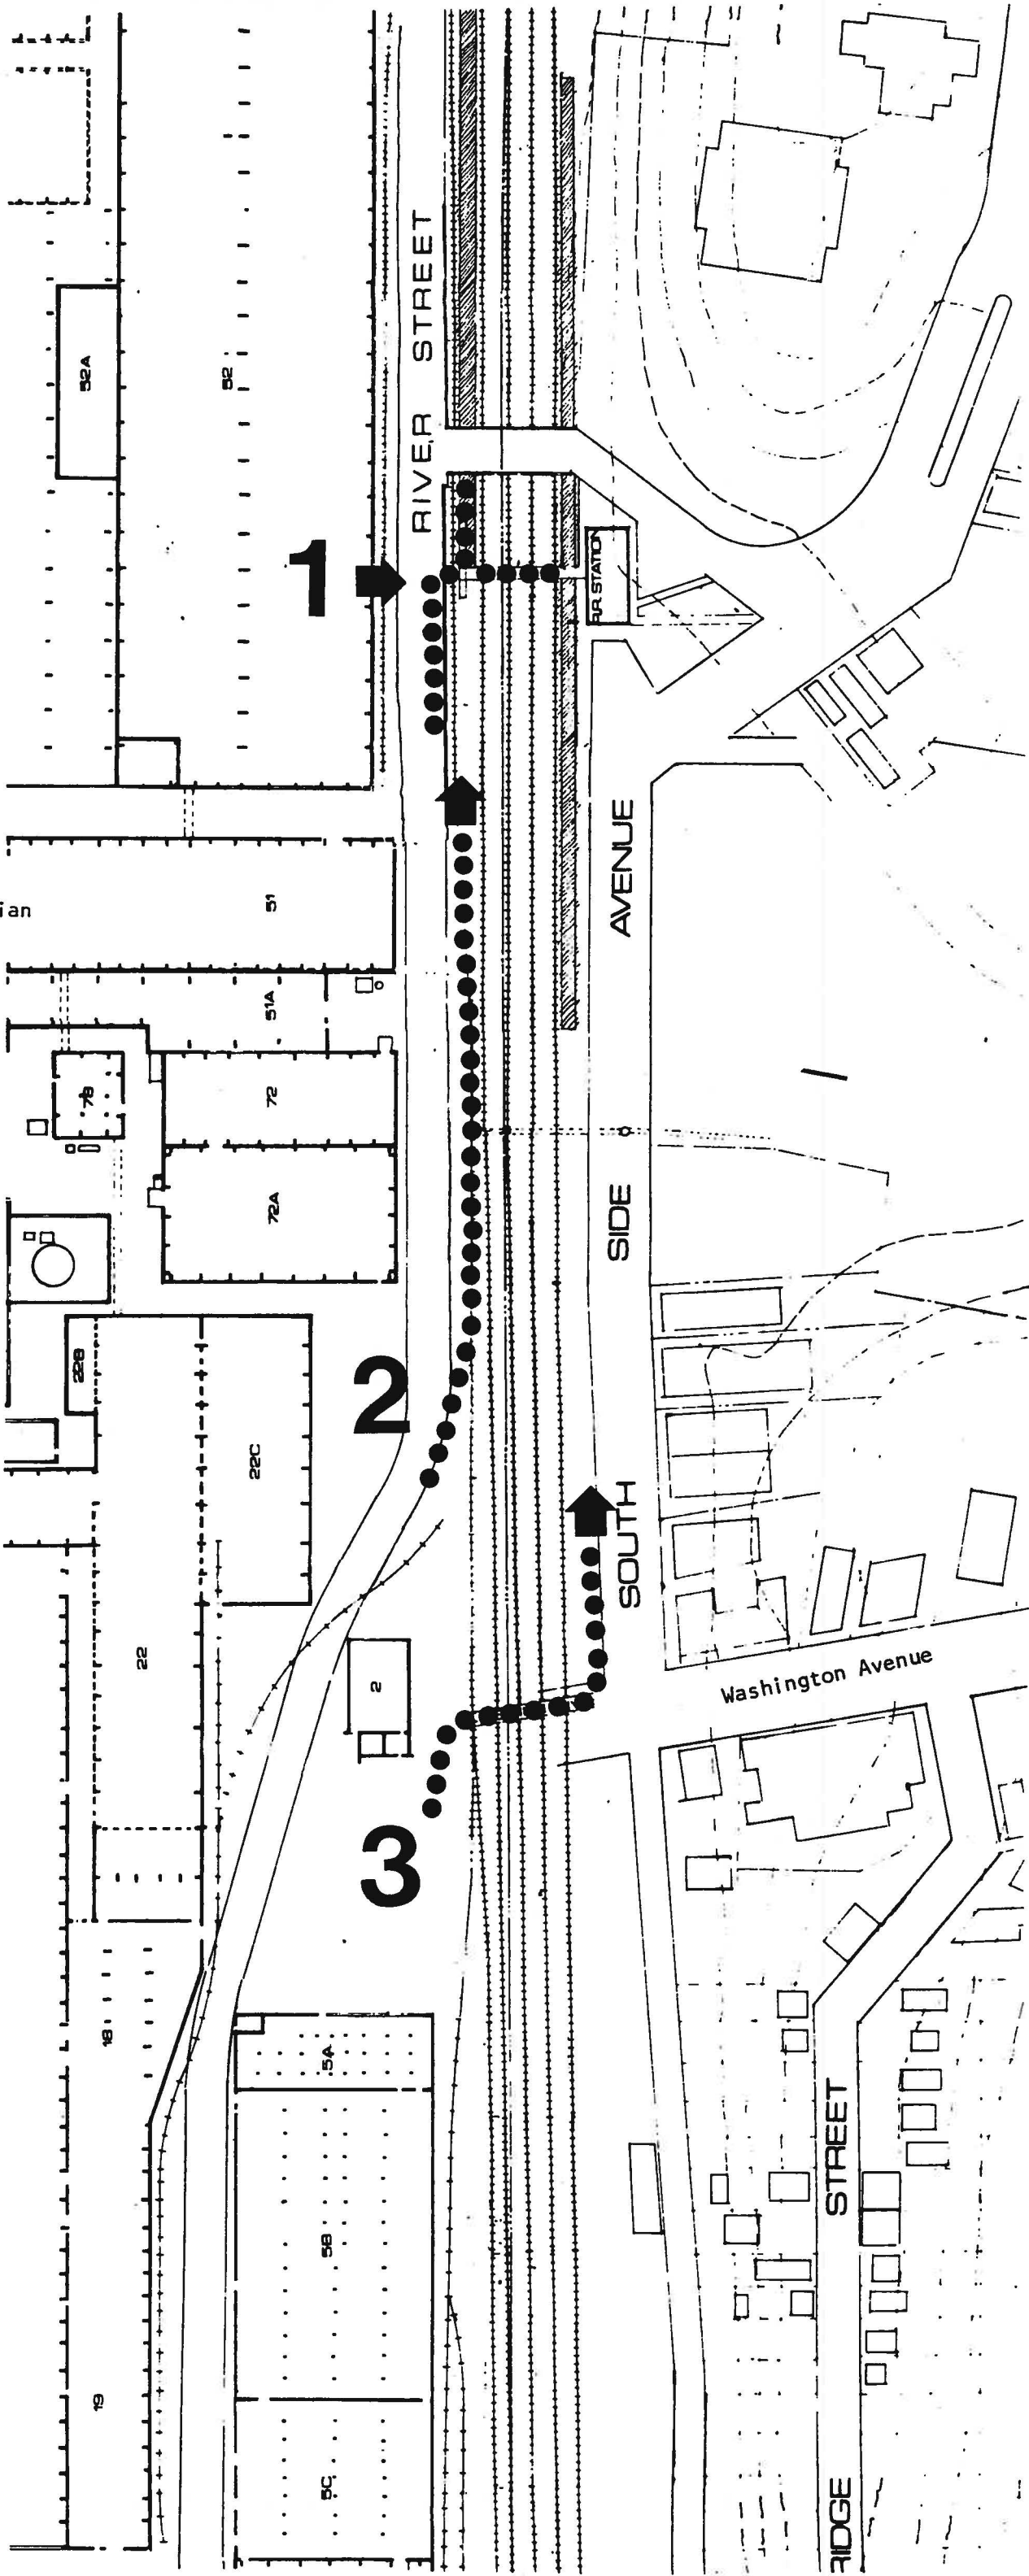 52A
52
RIVER STREET
1
R.R. STATION
ian
51
AVENUE
51A
78
72
72A
SIDE
22B
2
22C
SOUTH
22
2
Washington Avenue
3
18
5A
STREET
5B
19
5C
RIDGE